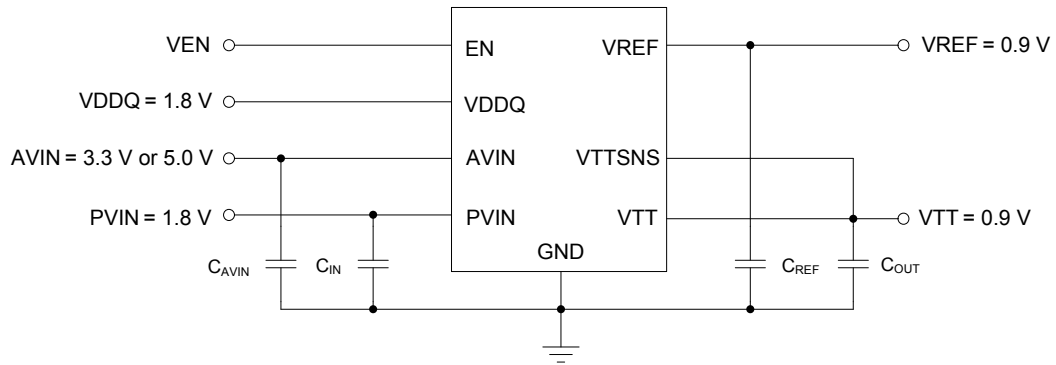 VEN
EN
VREF
VREF = 0.9 V
VDDQ = 1.8 V
VDDQ
AVIN = 3.3 V or 5.0 V
AVIN
VTTSNS
PVIN = 1.8 V
PVIN
VTT
VTT = 0.9 V
GND
CAVIN
CIN
CREF
COUT